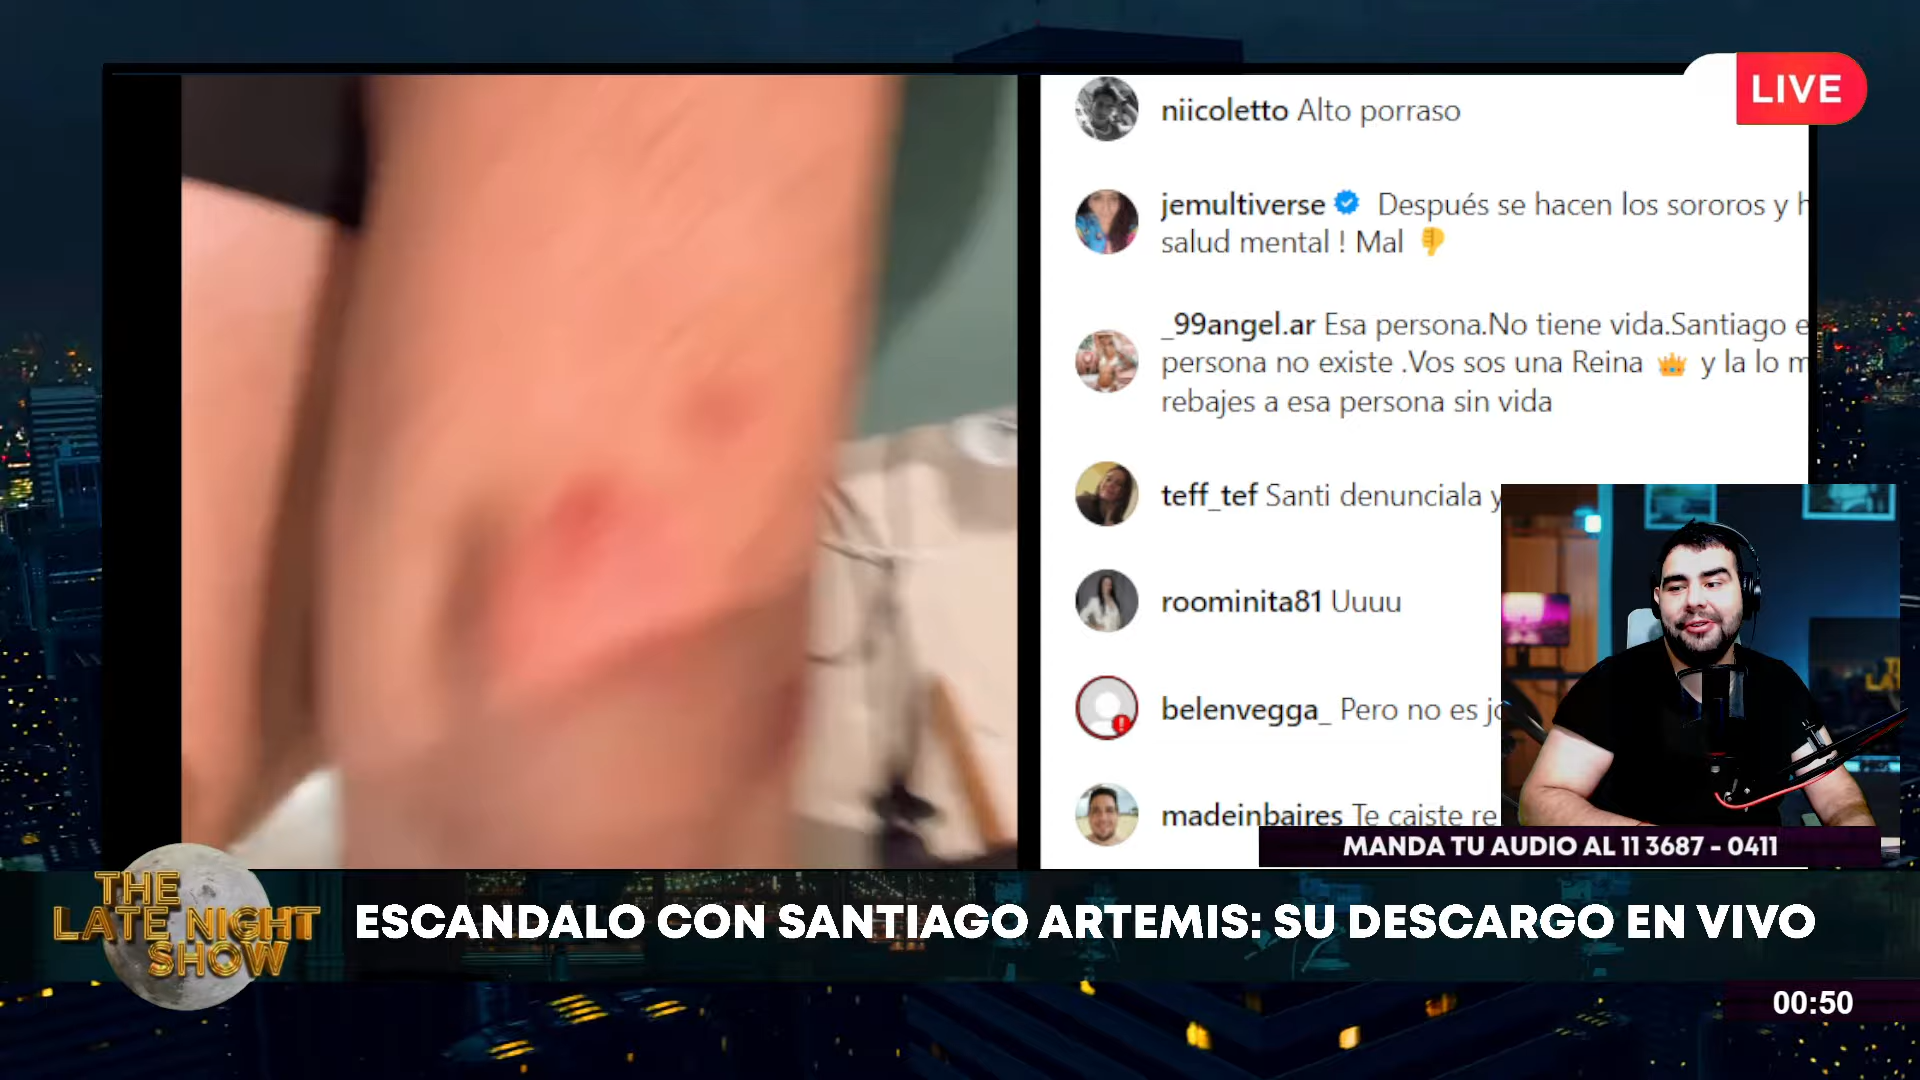 LIVE
niicoletto Alto porraso
jemultiverse Después se hacen los sororos y
salud mental ! Mal 👎
_99angel.ar Esa persona.No tiene vida.Santiago
persona no existe .Vos sos una Reina 👑 y la lo
rebajes a esa persona sin vida
teff_tef Santi denunciala y
roominita81 Uuuu
belenvegga_ Pero no es
madeinbaires Te caiste re
MANDA TU AUDIO AL 11 3687 - 0411
THE
LATE NIGHT
SHOW
ESCANDALO CON SANTIAGO ARTEMIS: SU DESCARGO EN VIVO
00:50